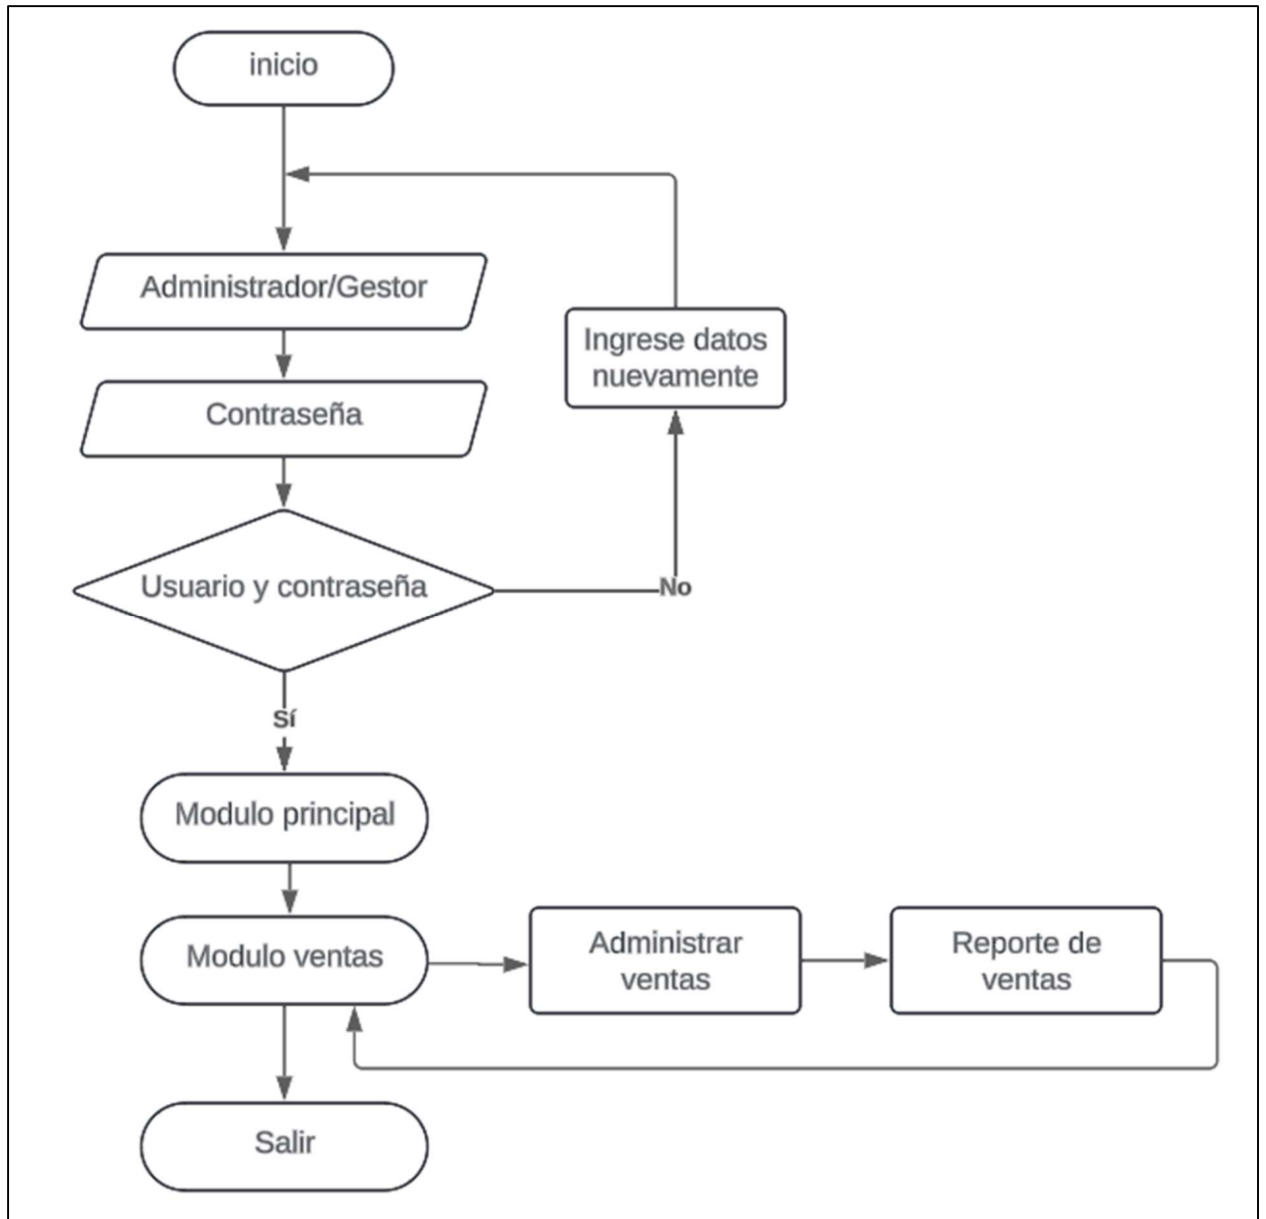 inicio
Administrador/Gestor
Ingrese datos
nuevamente
Contraseña
Usuario y contraseña
No
Sí
Modulo principal
Modulo ventas
Administrar
ventas
Reporte de
ventas
Salir